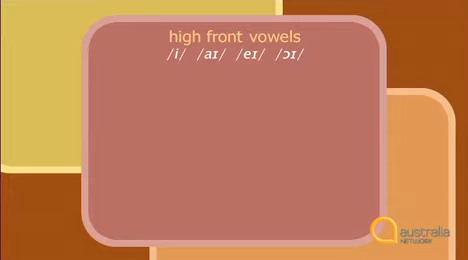 high front vowels
/i/ /aɪ/ /eɪ/ /ɔɪ/
australia
NETWORK